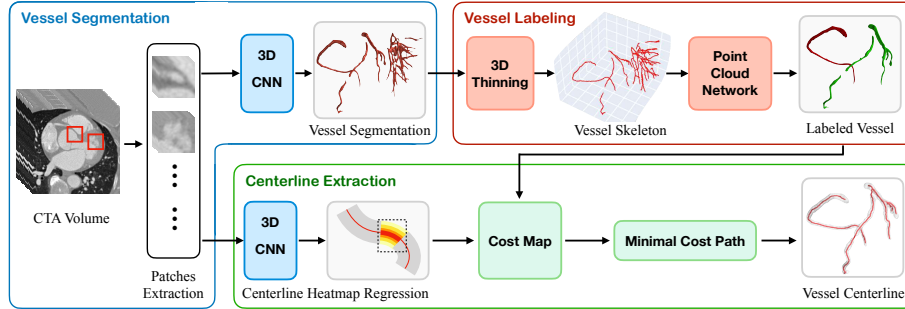 Vessel Segmentation
3D
CNN
Vessel Segmentation
CTA Volume
Patches
Extraction
Vessel Labeling
3D
Thinning
Vessel Skeleton
Point
Cloud
Network
Labeled Vessel
Centerline Extraction
3D
CNN
Centerline Heatmap Regression
Cost Map
Minimal Cost Path
Vessel Centerline